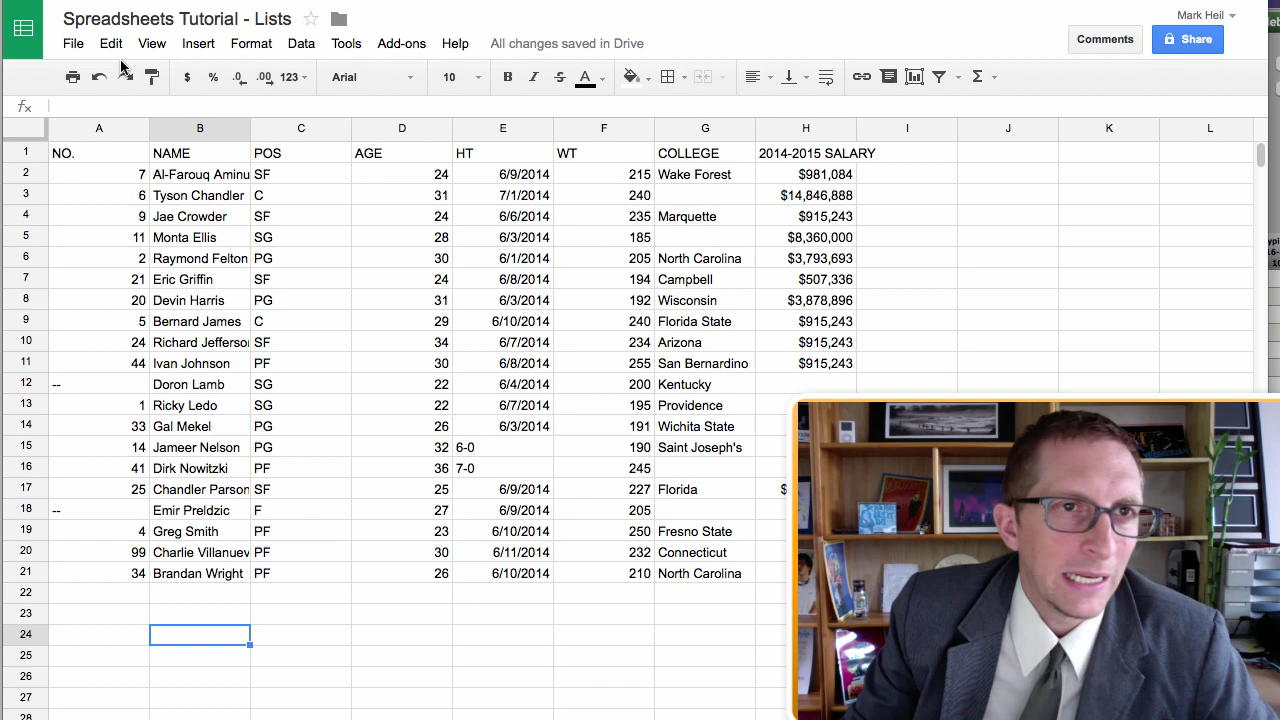 Spreadsheets Tutorial - Lists
Mark Heil
File Edit View Insert Format Data Tools Add-ons Help All changes saved in Drive
Comments Share
$ % .0 .00 123 Arial 10 B I S A Σ
fx
A B C D E F G H I J K L
1 NO. NAME POS AGE HT WT COLLEGE 2014-2015 SALARY
2 7 Al-Farouq Aminu SF 24 6/9/2014 215 Wake Forest $981,084
3 6 Tyson Chandler C 31 7/1/2014 240 $14,846,888
4 9 Jae Crowder SF 24 6/6/2014 235 Marquette $915,243
5 11 Monta Ellis SG 28 6/3/2014 185 $8,360,000
6 2 Raymond Felton PG 30 6/1/2014 205 North Carolina $3,793,693
7 21 Eric Griffin SF 24 6/8/2014 194 Campbell $507,336
8 20 Devin Harris PG 31 6/3/2014 192 Wisconsin $3,878,896
9 5 Bernard James C 29 6/10/2014 240 Florida State $915,243
10 24 Richard Jefferso SF 34 6/7/2014 234 Arizona $915,243
11 44 Ivan Johnson PF 30 6/8/2014 255 San Bernardino $915,243
12 -- Doron Lamb SG 22 6/4/2014 200 Kentucky
13 1 Ricky Ledo SG 22 6/7/2014 195 Providence
14 33 Gal Mekel PG 26 6/3/2014 191 Wichita State
15 14 Jameer Nelson PG 32 6-0 190 Saint Joseph's
16 41 Dirk Nowitzki PF 36 7-0 245
17 25 Chandler Parson SF 25 6/9/2014 227 Florida $
18 -- Emir Preldzic F 27 6/9/2014 205
19 4 Greg Smith PF 23 6/10/2014 250 Fresno State
20 99 Charlie Villanuev PF 30 6/11/2014 232 Connecticut
21 34 Brandan Wright PF 26 6/10/2014 210 North Carolina
22
23
24
25
26
27
28